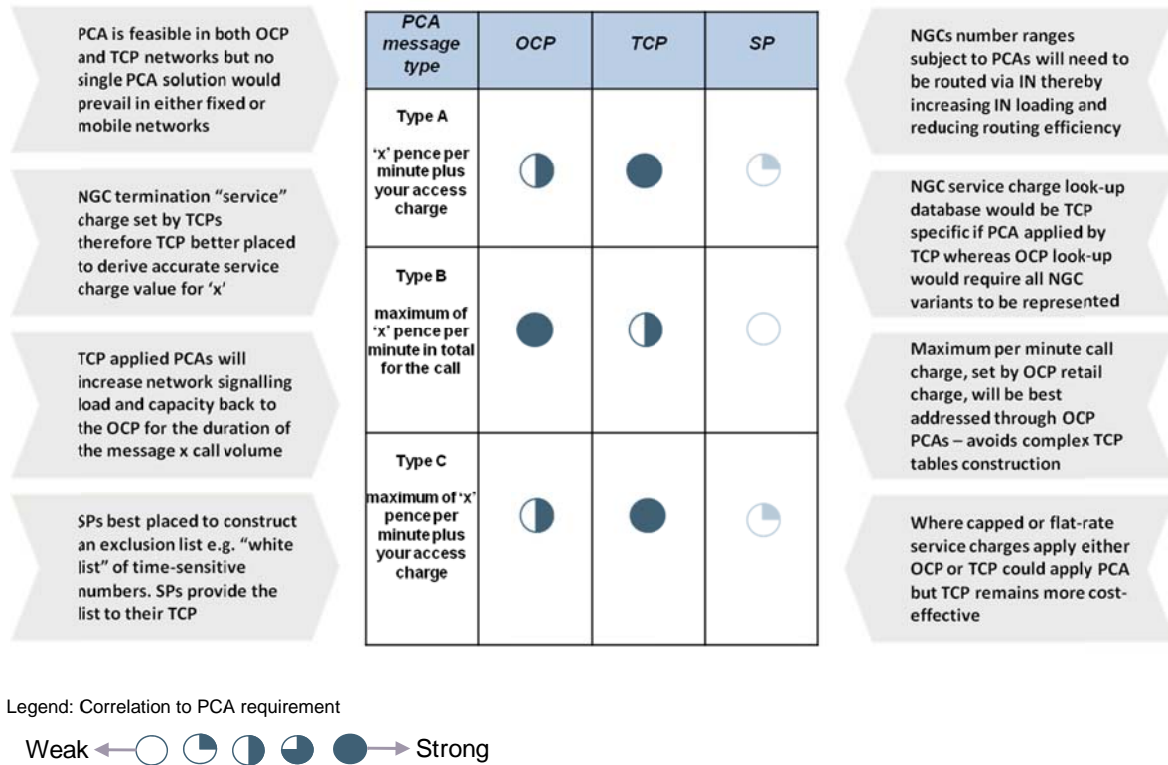 PCA is feasible in both OCP
and TCP networks but no
single PCA solution would
prevail in either fixed or
mobile networks
NGC termination “service”
charge set by TCPs
therefore TCP better placed
to derive accurate service
charge value for ‘x’
TCP applied PCAs will
increase network signalling
load and capacity back to
the OCP for the duration of
the message x call volume
SPs best placed to construct
an exclusion list e.g. “white
list” of time-sensitive
numbers. SPs provide the
list to their TCP
PCA
message
type
OCP
TCP
SP
Type A
‘x’ pence per
minute plus
your access
charge
Type B
maximum of
‘x’ pence per
minute in total
for the call
Type C
maximum of ‘x’
pence per
minute plus
your access
charge
NGCs number ranges
subject to PCAs will need to
be routed via IN thereby
increasing IN loading and
reducing routing efficiency
NGC service charge look-up
database would be TCP
specific if PCA applied by
TCP whereas OCP look-up
would require all NGC
variants to be represented
Maximum per minute call
charge, set by OCP retail
charge, will be best
addressed through OCP
PCAs – avoids complex TCP
tables construction
Where capped or flat-rate
service charges apply either
OCP or TCP could apply PCA
but TCP remains more cost-
effective
Legend: Correlation to PCA requirement
Weak
Strong